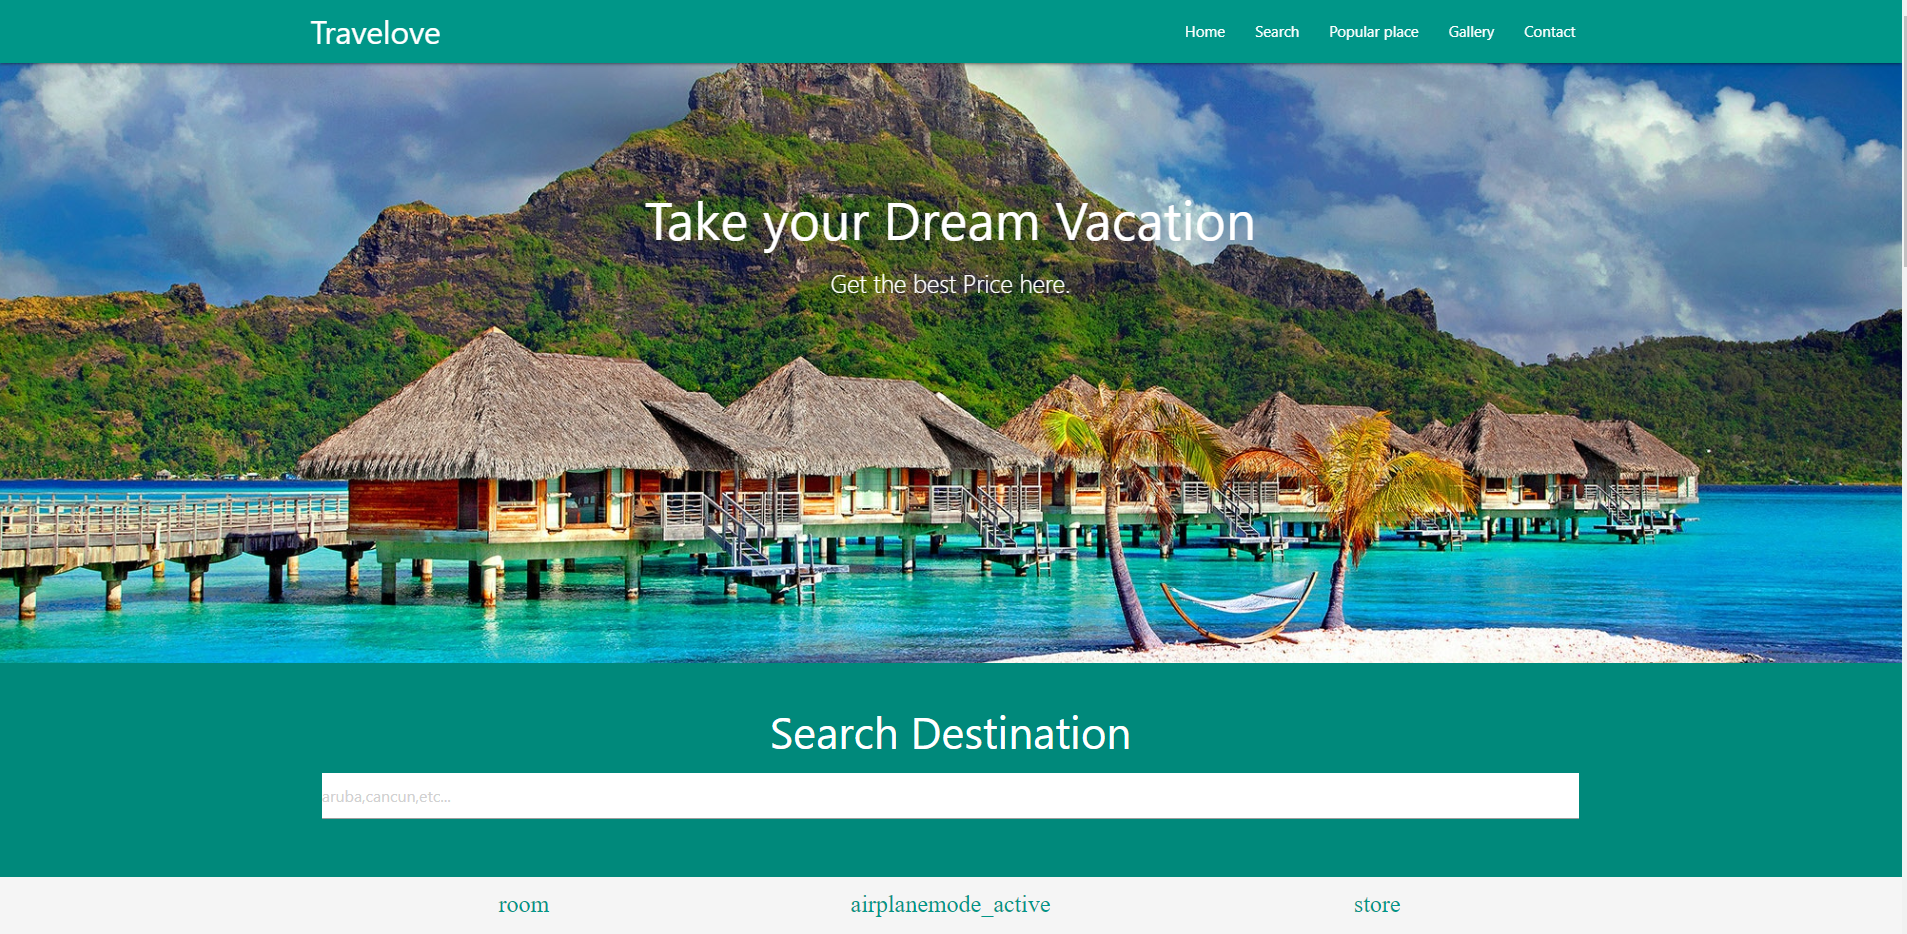 Travelove
Home Search Popular place Gallery Contact
Take your Dream Vacation
Get the best Price here.
Search Destination
aruba,cancun,etc...
room airplanemode_active store